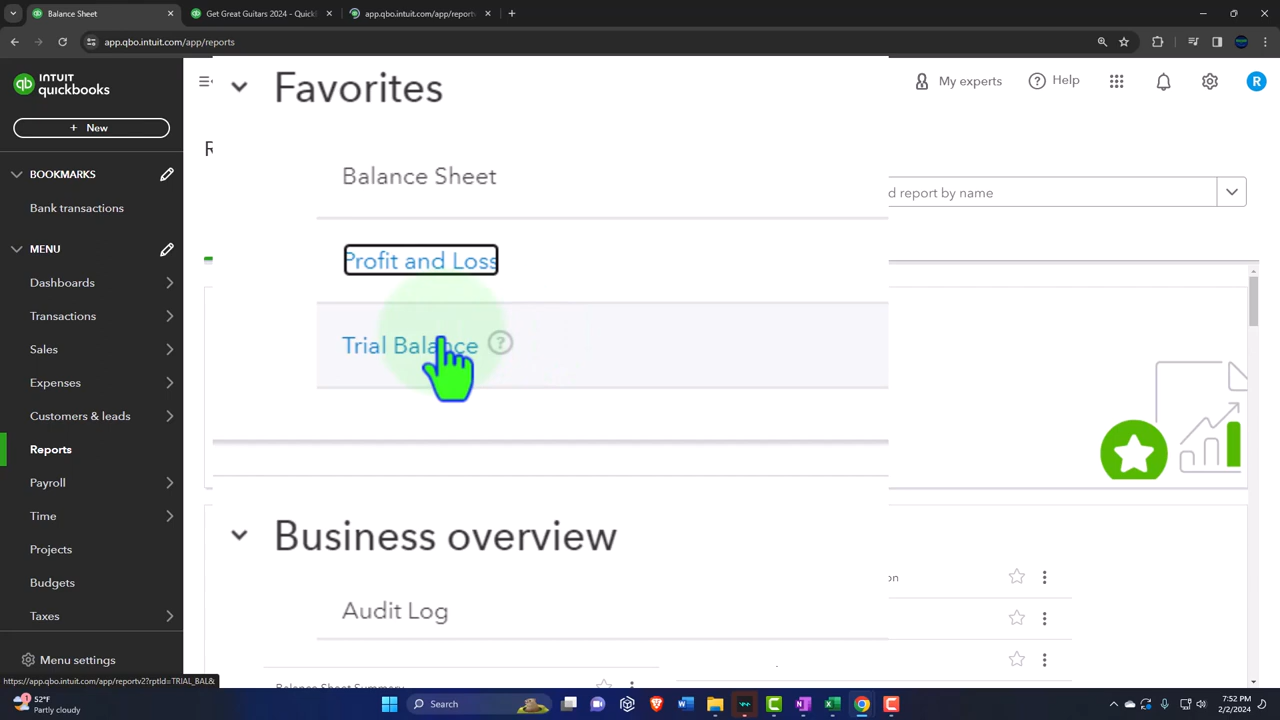 Balance Sheet
Get Great Guitars 2024 - Quick
app.qbo.intuit.com/app/report
app.qbo.intuit.com/app/reports
INTUIT
quickbooks
My experts
Help
R
+ New
Favorites
R
BOOKMARKS
Balance Sheet
d report by name
Bank transactions
MENU
Profit and Loss
Dashboards
Transactions
Trial Balance
Sales
Expenses
Customers & leads
Reports
Payroll
Time
Business overview
Projects
on
Budgets
Audit Log
Taxes
Menu settings
https://app.qbo.intuit.com/app/reportv2?rptId=TRIAL_BAL&
Balance Sheet Summary
52°F
Partly cloudy
Search
7:52 PM
2/2/2024